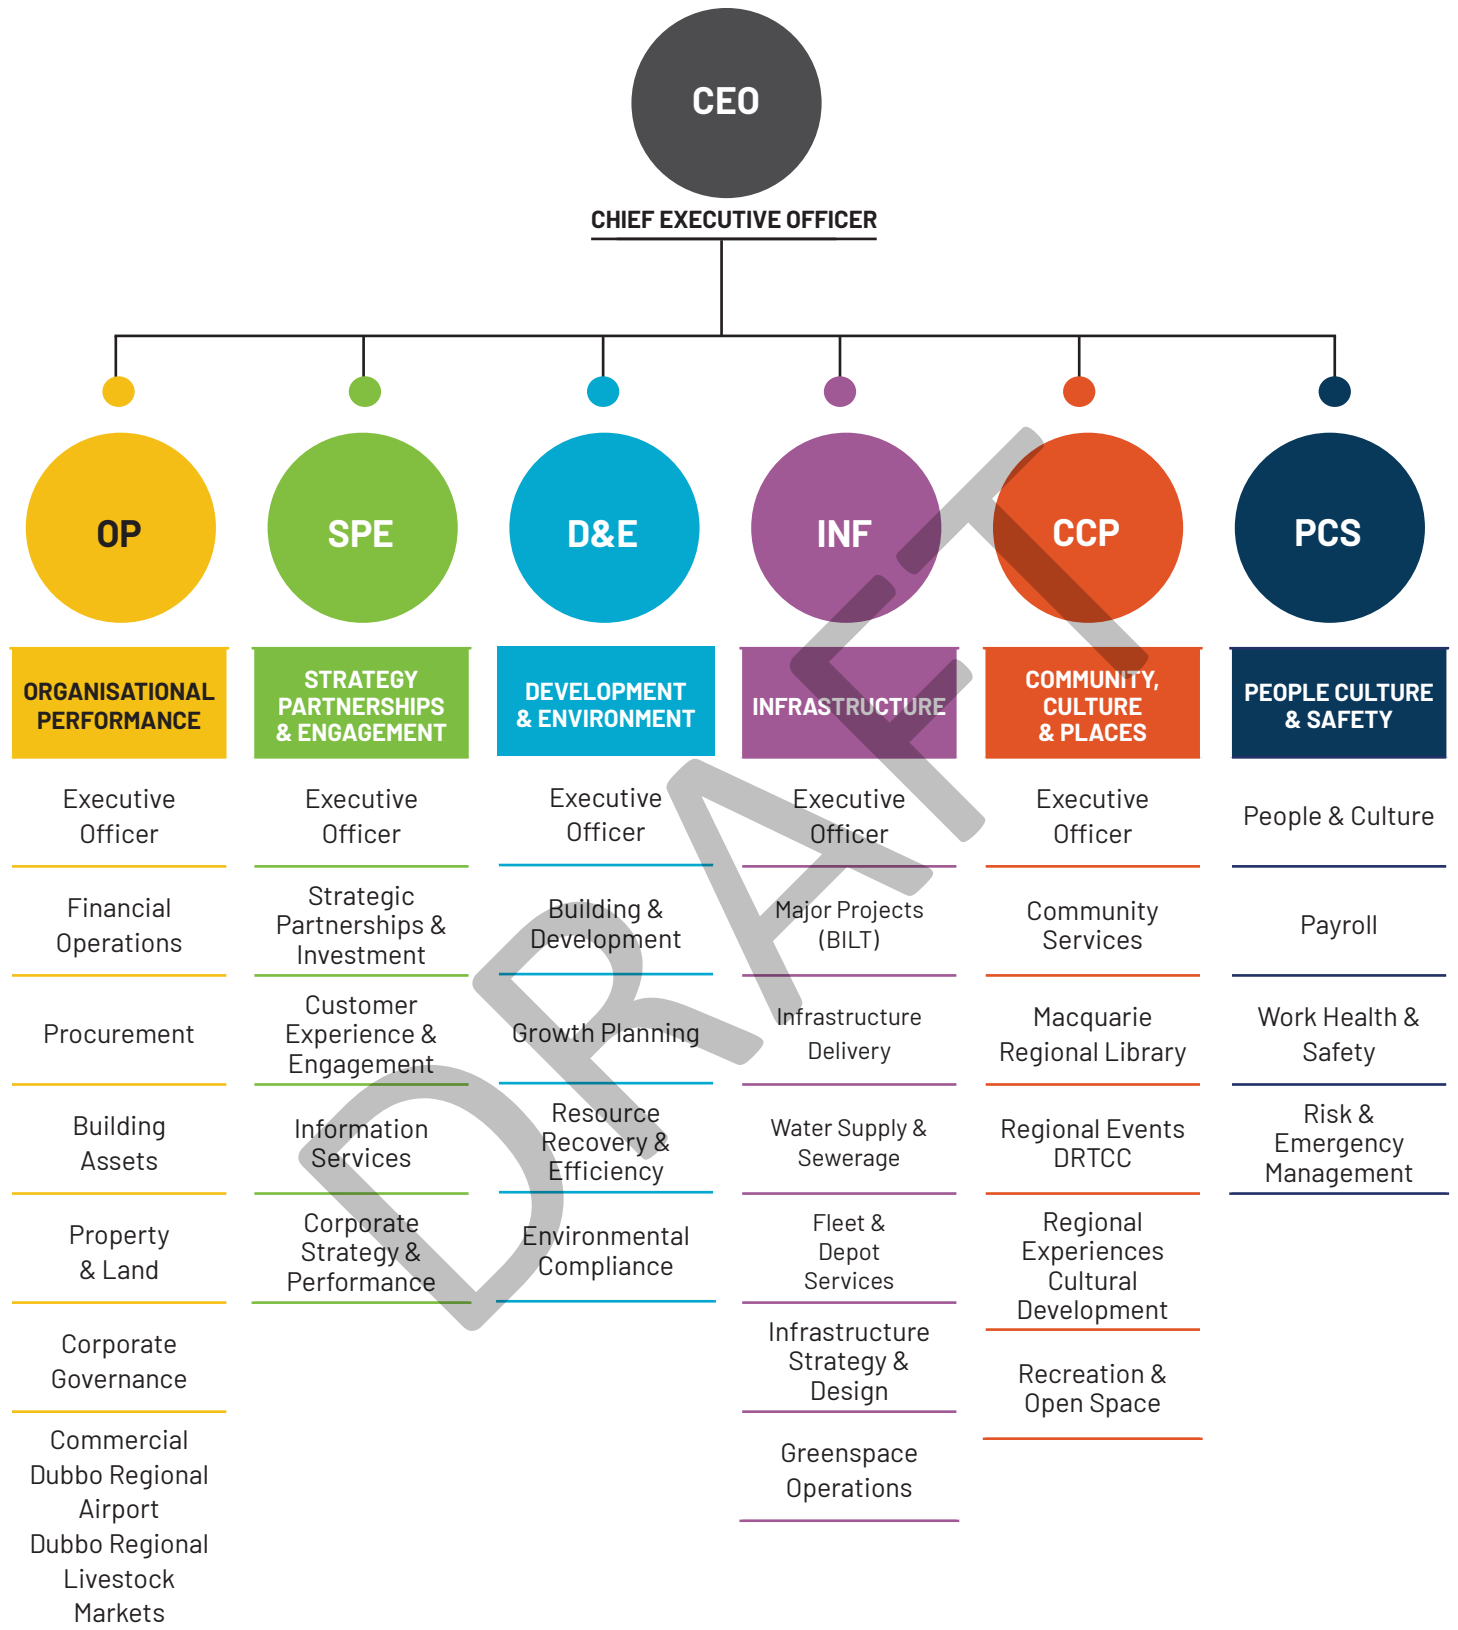 CEO
CHIEF EXECUTIVE OFFICER
OP
ORGANISATIONAL
PERFORMANCE
Executive
Officer
Financial
Operations
Procurement
Building
Assets
Property
& Land
Corporate
Governance
Commercial
Dubbo Regional
Airport
Dubbo Regional
Livestock
Markets
SPE
STRATEGY
PARTNERSHIPS
& ENGAGEMENT
Executive
Officer
Strategic
Partnerships &
Investment
Customer
Experience &
Engagement
Information
Services
Corporate
Strategy &
Performance
D&E
DEVELOPMENT
& ENVIRONMENT
Executive
Officer
Building &
Development
Growth Planning
Resource
Recovery &
Efficiency
Environmental
Compliance
INF
INFRASTRUCTURE
Executive
Officer
Major Projects
(BILT)
Infrastructure
Delivery
Water Supply &
Sewerage
Fleet &
Depot
Services
Infrastructure
Strategy &
Design
Greenspace
Operations
CCP
COMMUNITY,
CULTURE
& PLACES
Executive
Officer
Community
Services
Macquarie
Regional Library
Regional Events
DRTCC
Regional
Experiences
Cultural
Development
Recreation &
Open Space
PCS
PEOPLE CULTURE
& SAFETY
People & Culture
Payroll
Work Health &
Safety
Risk &
Emergency
Management
DRAFT